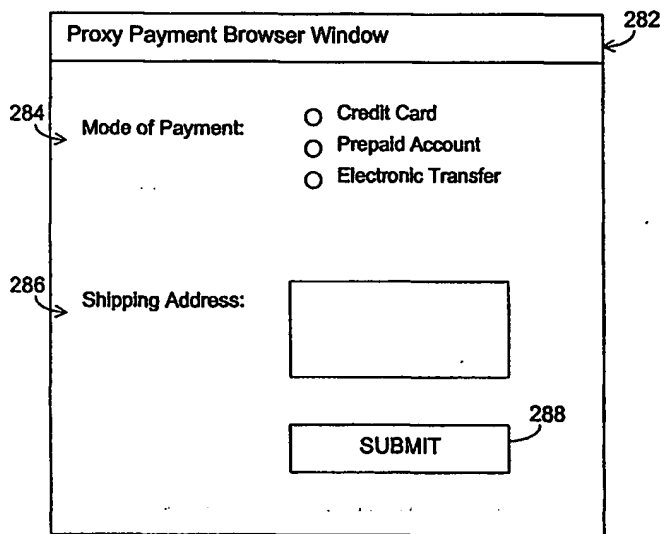 Proxy Payment Browser Window
282
284
Mode of Payment:
Credit Card
Prepaid Account
Electronic Transfer
286
Shipping Address:
288
SUBMIT